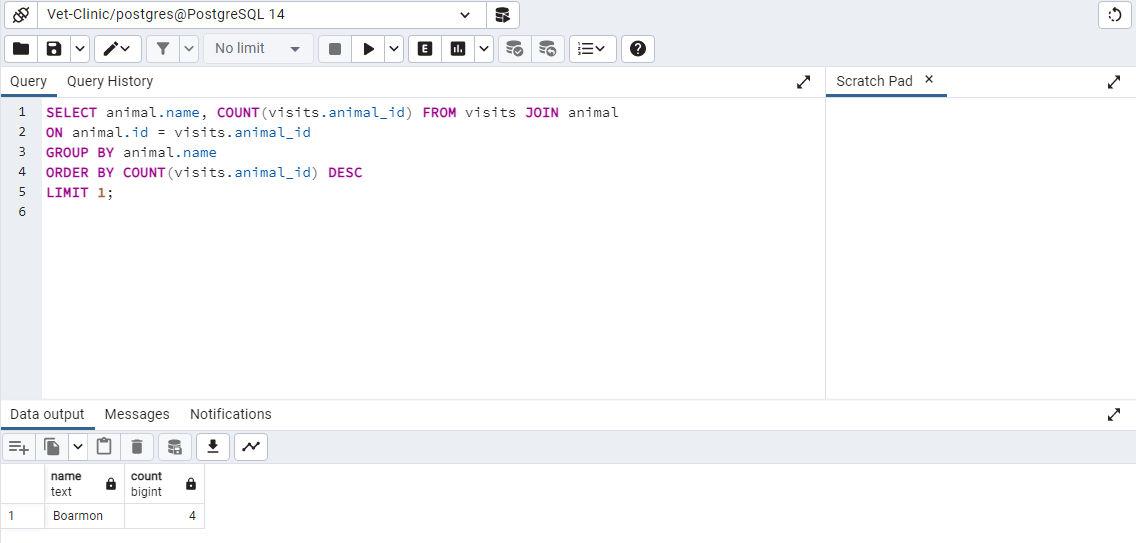 Vet-Clinic/postgres@PostgreSQL 14
No limit
E
?
Query Query History
Scratch Pad ×
1 SELECT animal.name, COUNT(visits.animal_id) FROM visits JOIN animal
2 ON animal.id = visits.animal_id
3 GROUP BY animal.name
4 ORDER BY COUNT(visits.animal_id) DESC
5 LIMIT 1;
6
Data output Messages Notifications
name count
text bigint
1 Boarmon 4